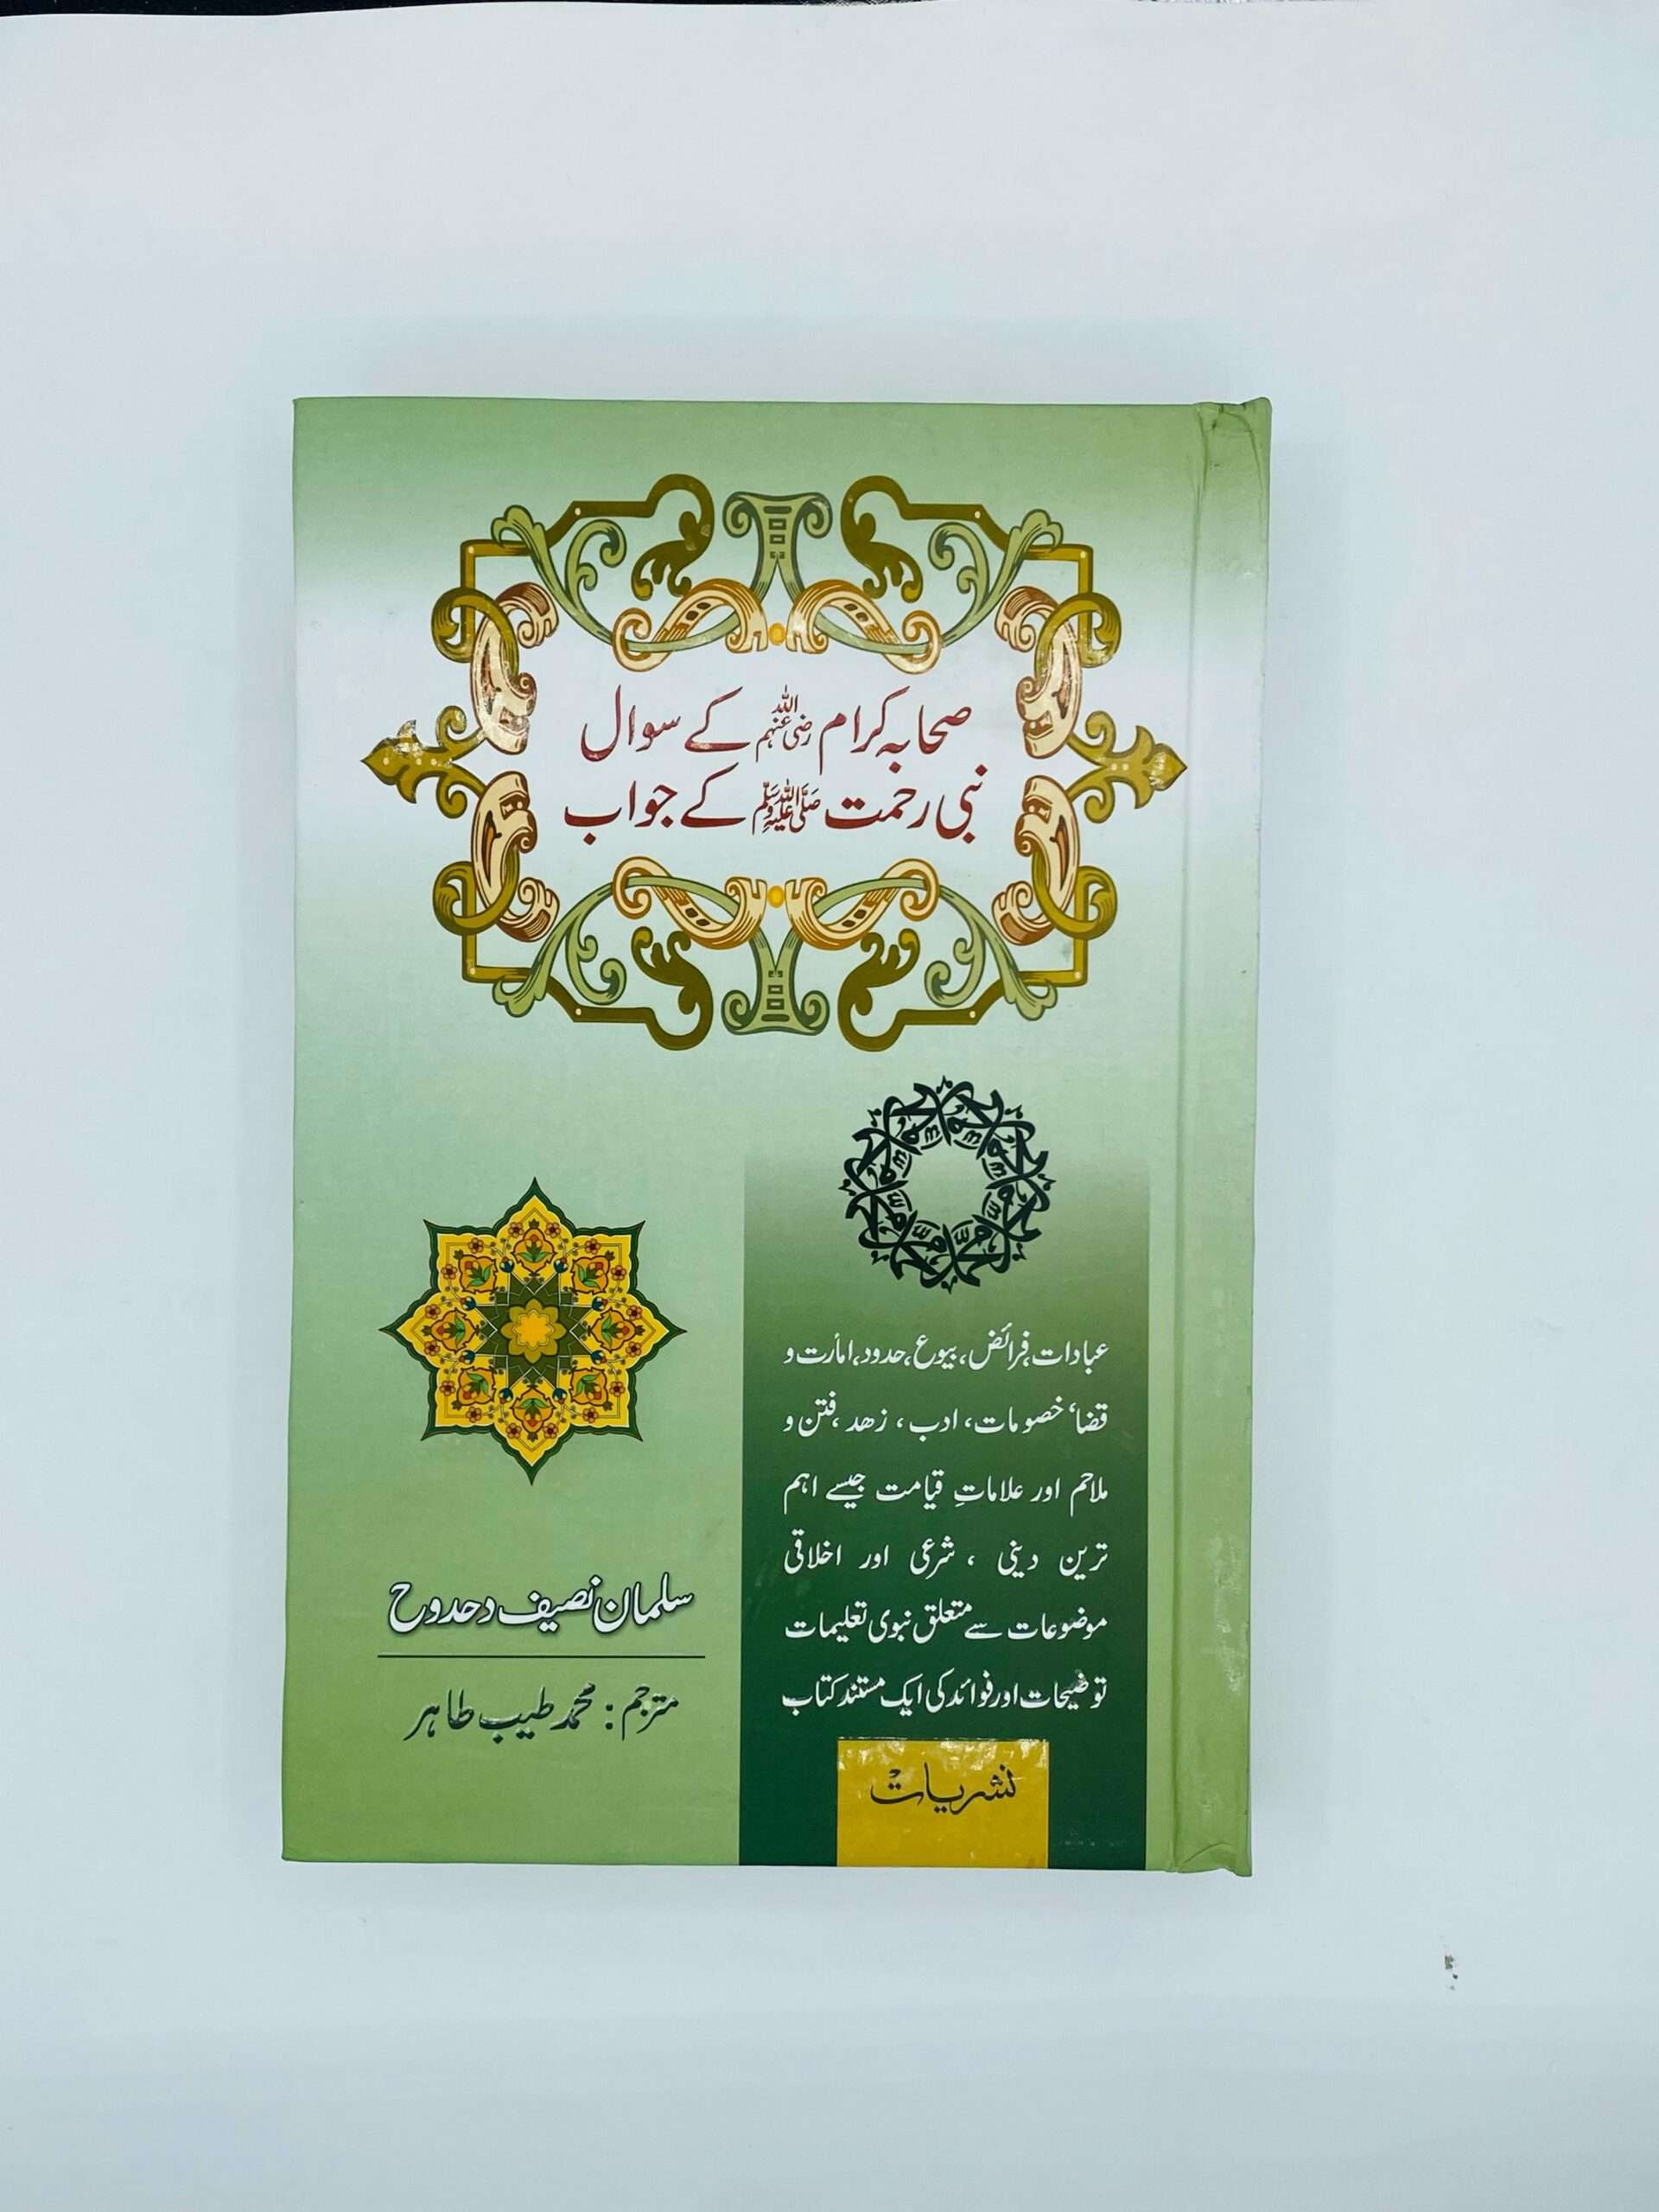 صحابہ کرام رضی اللہ عنہم کے سوال
نبی رحمت صلی اللہ علیہ وسلم کے جواب
عبادات، فرائض، بیوع، حدود، امأرت و
قضا، خصومات، ادب، زھد، فتن و
ملاحم اور علاماتِ قیامت جیسے اہم
ترین دینی، شرعی اور اخلاقی
موضوعات سے متعلق نبوی تعلیمات
توضیحات اور فوائد کی ایک مستند کتاب
نشریات
سلمان نصیف دحدوح
مترجم: محمد طیب طاہر